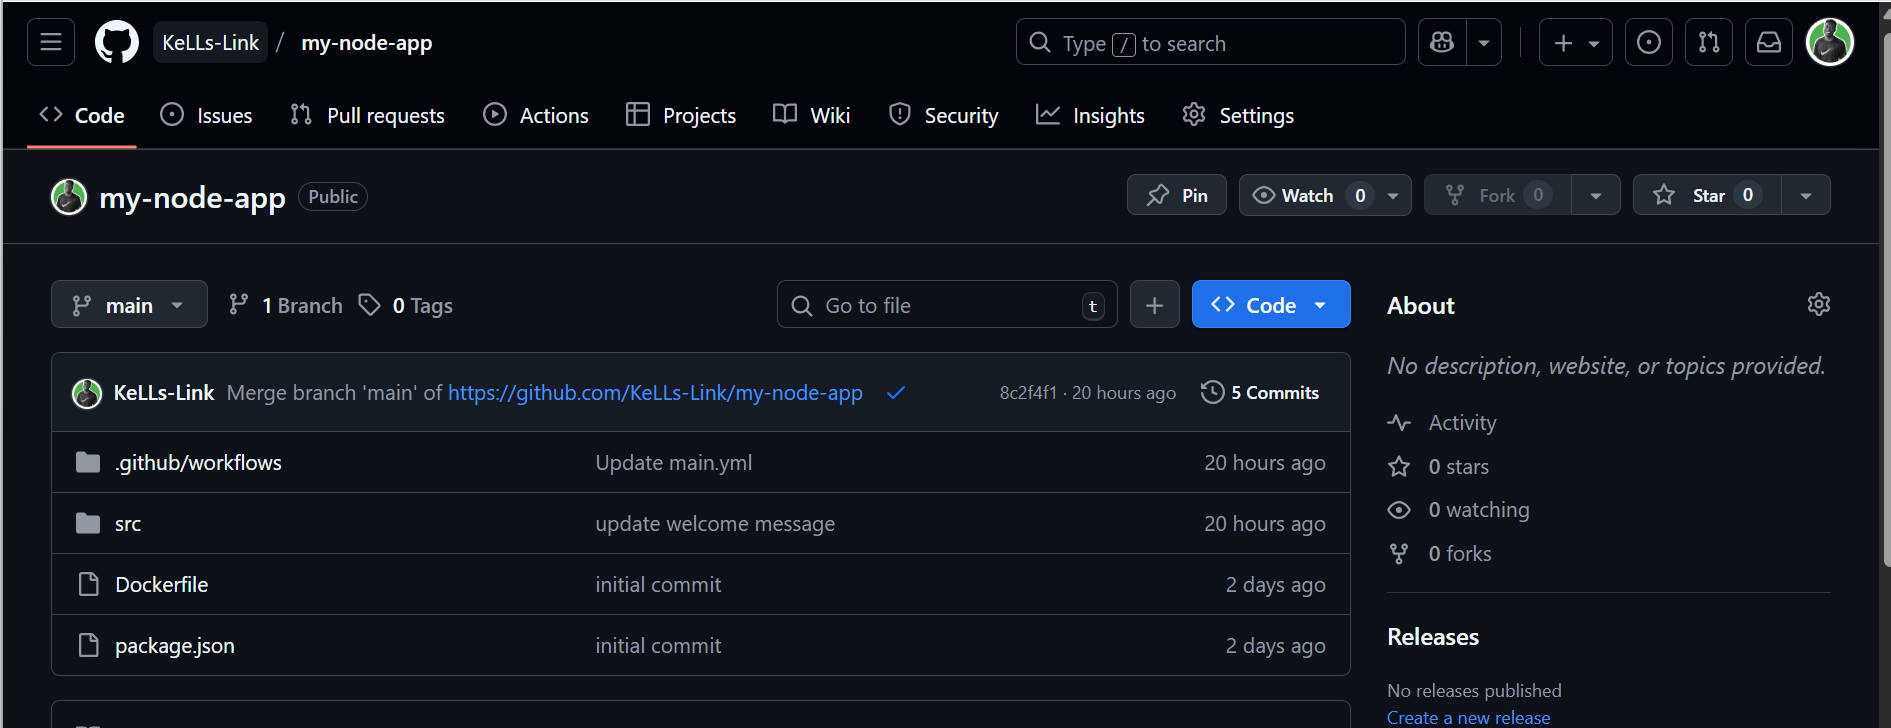 KeLLs-Link / my-node-app Type / to search
Code Issues Pull requests Actions Projects Wiki Security Insights Settings
my-node-app Public Pin Watch 0 Fork 0 Star 0
main 1 Branch 0 Tags Go to file t Code
KeLLs-Link Merge branch 'main' of https://github.com/KeLLs-Link/my-node-app 8c2f4f1 · 20 hours ago 5 Commits
.github/workflows Update main.yml 20 hours ago
src update welcome message 20 hours ago
Dockerfile initial commit 2 days ago
package.json initial commit 2 days ago
About
No description, website, or topics provided.
Activity
0 stars
0 watching
0 forks
Releases
No releases published
Create a new release